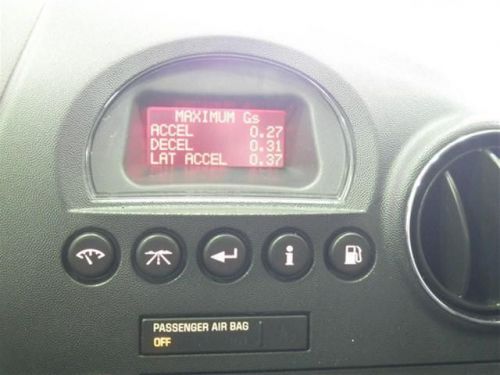 MAXIMUM Gs
ACCEL 0.27
DECEL 0.31
LAT ACCEL 0.37
i
PASSENGER AIR BAG
OFF